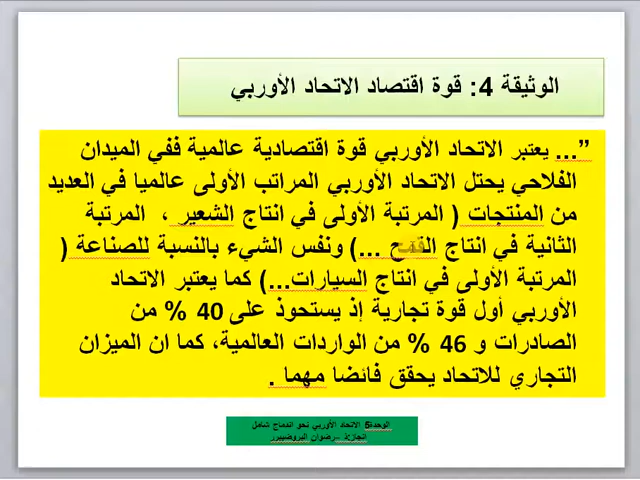 الوثيقة 4: قوة اقتصاد الاتحاد الأوربي
”... يعتبر الاتحاد الأوربي قوة اقتصادية عالمية ففي الميدان
الفلاحي يحتل الاتحاد الأوربي المراتب الأولى عالميا في العديد
من المنتجات ( المرتبة الأولى في انتاج الشعير ، المرتبة
الثانية في انتاج القمح ...) ونفس الشيء بالنسبة للصناعة (
المرتبة الأولى في انتاج السيارات...) كما يعتبر الاتحاد
الأوربي أول قوة تجارية إذ يستحوذ على 40 % من
الصادرات و 46 % من الواردات العالمية، كما ان الميزان
التجاري للاتحاد يحقق فائضا مهما .
الوحدة5 الاتحاد الأوربي نحو اندماج شامل
رضوان